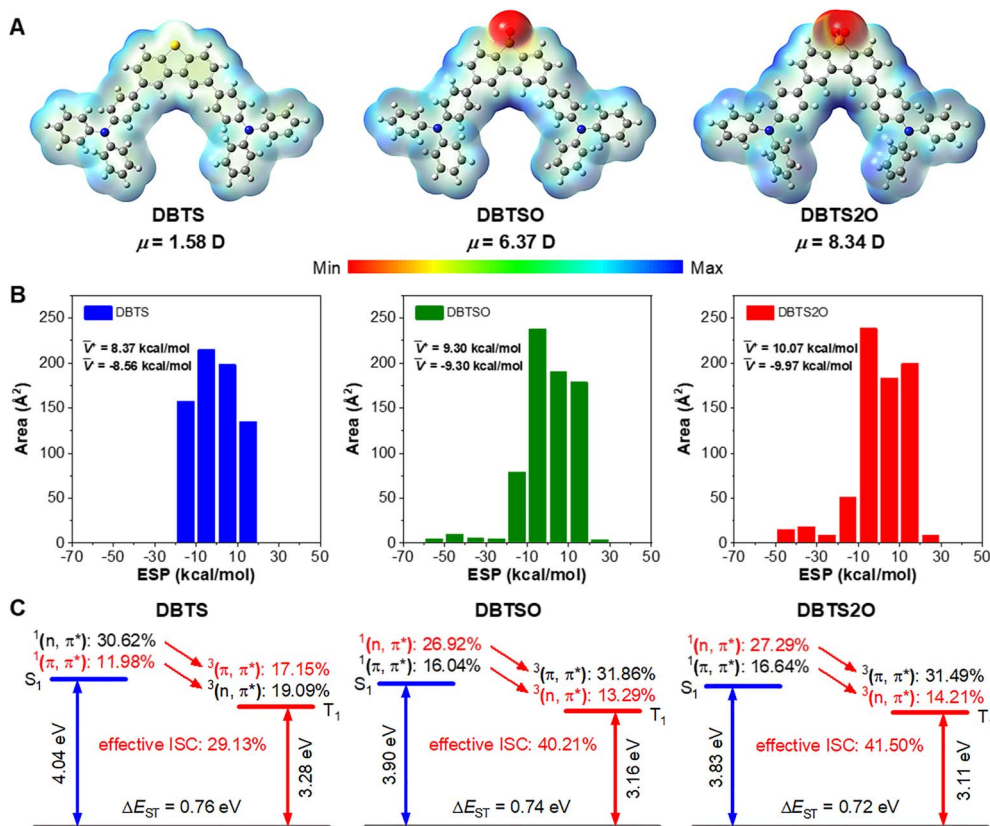 A
DBTS
μ = 1.58 D
DBTSO
μ = 6.37 D
DBTS2O
μ = 8.34 D
Min
Max
B
250
200
150
100
50
0
Area (Å²)
DBTS
V̅⁺ = 8.37 kcal/mol
V̅⁻ = -8.56 kcal/mol
-70 -50 -30 -10 10 30 50
ESP (kcal/mol)
250
200
150
100
50
0
Area (Å²)
DBTSO
V̅⁺ = 9.30 kcal/mol
V̅⁻ = -9.30 kcal/mol
-70 -50 -30 -10 10 30 50
ESP (kcal/mol)
250
200
150
100
50
0
Area (Å²)
DBTS2O
V̅⁺ = 10.07 kcal/mol
V̅⁻ = -9.97 kcal/mol
-70 -50 -30 -10 10 30 50
ESP (kcal/mol)
C
DBTS
¹(n, π*): 30.62%
¹(π, π*): 11.98%
³(π, π*): 17.15%
³(n, π*): 19.09%
S₁
T₁
effective ISC: 29.13%
4.04 eV
3.28 eV
ΔE_ST = 0.76 eV
DBTSO
¹(n, π*): 26.92%
¹(π, π*): 16.04%
³(π, π*): 31.86%
³(n, π*): 13.29%
S₁
T₁
effective ISC: 40.21%
3.90 eV
3.16 eV
ΔE_ST = 0.74 eV
DBTS2O
¹(n, π*): 27.29%
¹(π, π*): 16.64%
³(π, π*): 31.49%
³(n, π*): 14.21%
S₁
T₁
effective ISC: 41.50%
3.83 eV
3.11 eV
ΔE_ST = 0.72 eV